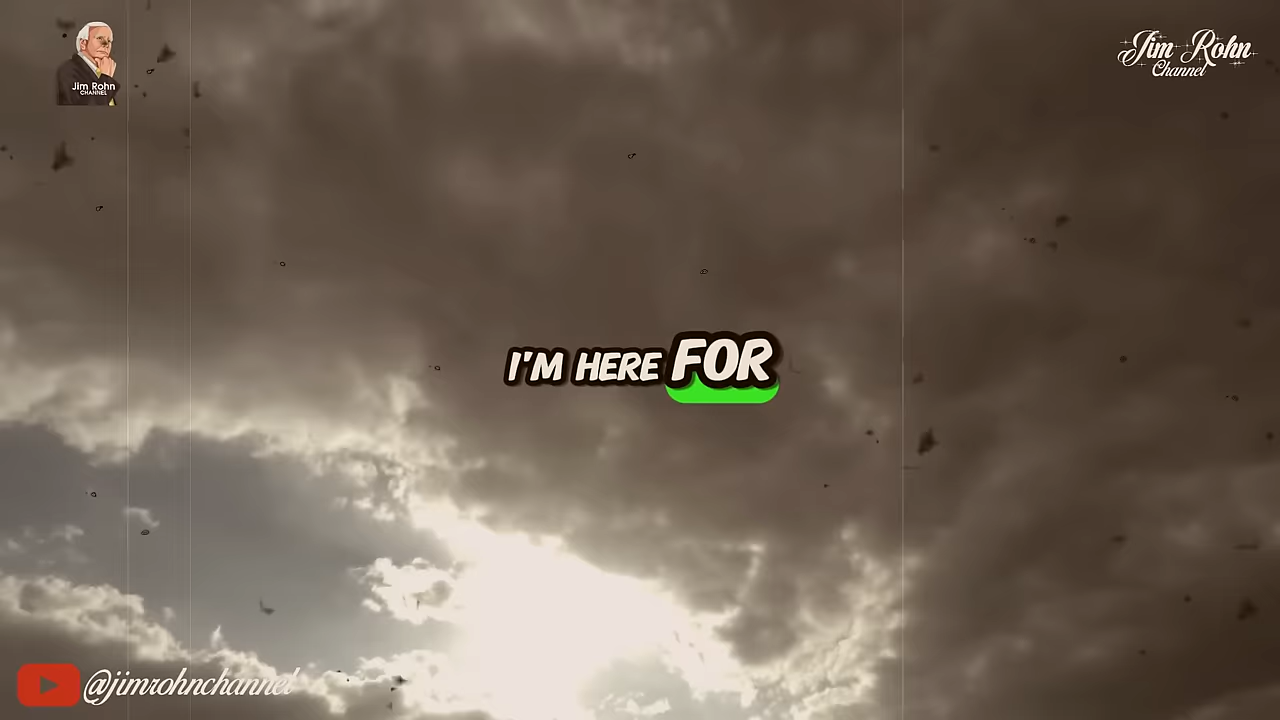 Jim Rohn
CHANNEL
Jim Rohn
Channel
I'M HERE FOR
@jimrohnchannel